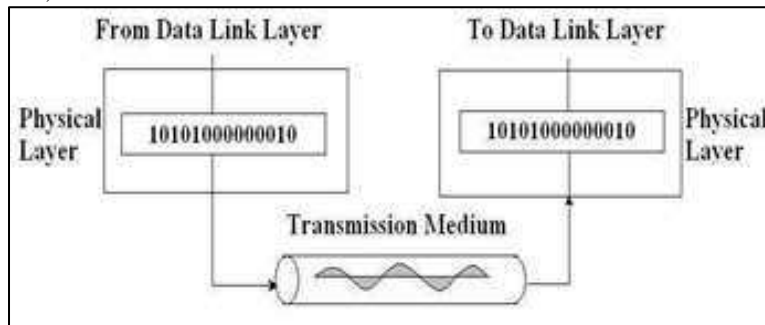 From Data Link Layer
To Data Link Layer
Physical
Layer
10101000000010
10101000000010
Physical
Layer
Transmission Medium